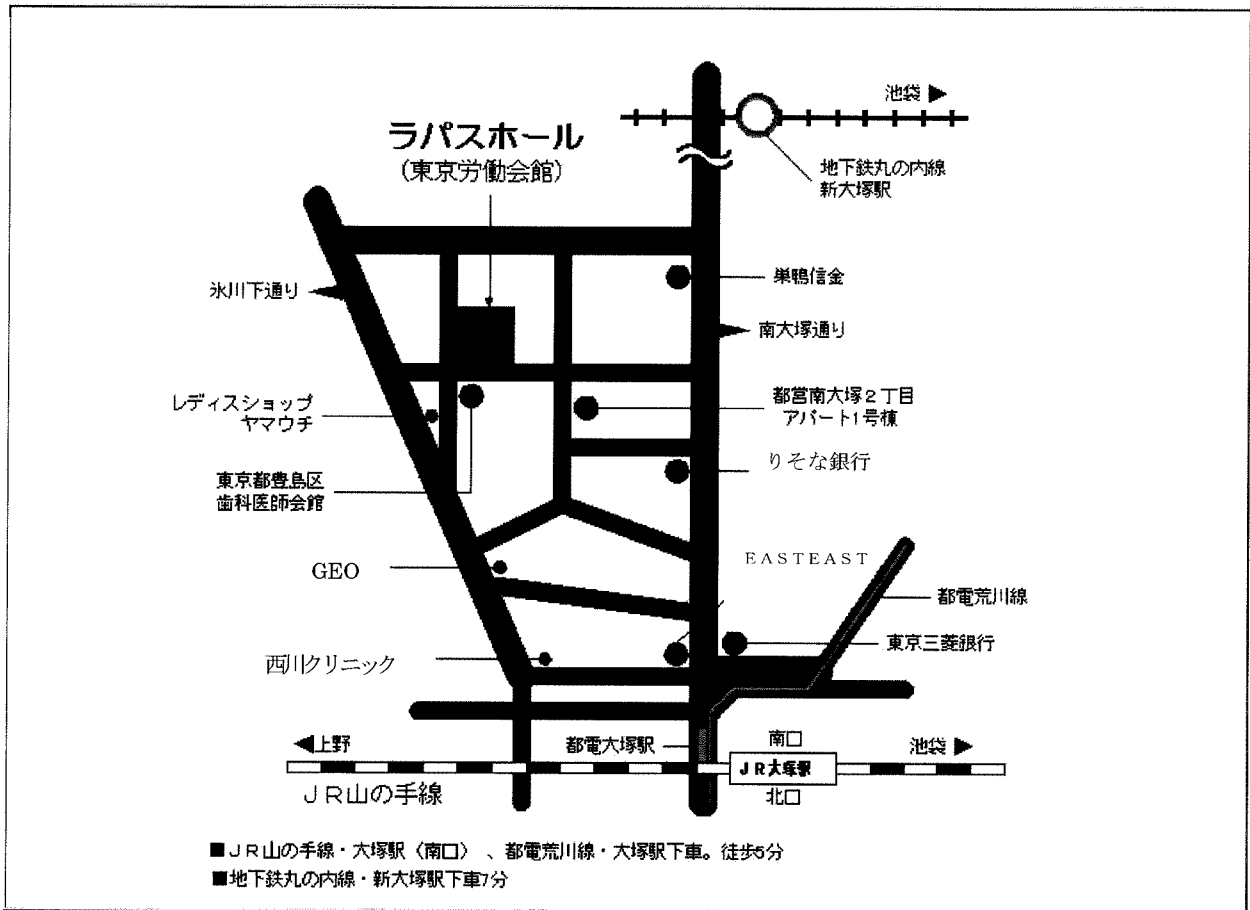 池袋 ▶
ラパスホール
(東京労働会館)
地下鉄丸の内線
新大塚駅
巣鴨信金
氷川下通り
南大塚通り
レディスショップ
ヤマウチ
都営南大塚2丁目
アパート1号棟
りそな銀行
東京都豊島区
歯科医師会館
EASTEAST
GEO
都電荒川線
東京三菱銀行
西川クリニック
◀上野
都電大塚駅
南口
池袋 ▶
JR大塚駅
JR山の手線
北口
■JR山の手線・大塚駅(南口)、都電荒川線・大塚駅下車。徒歩5分
■地下鉄丸の内線・新大塚駅下車7分